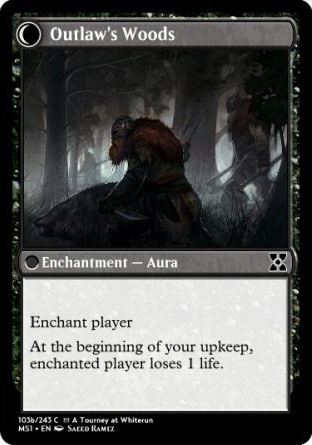 Outlaw's Woods
Enchantment — Aura
Enchant player
At the beginning of your upkeep,
enchanted player loses 1 life.
103b/243 C A Tourney at Whiterun
MS1 • EN Saeed Ramez